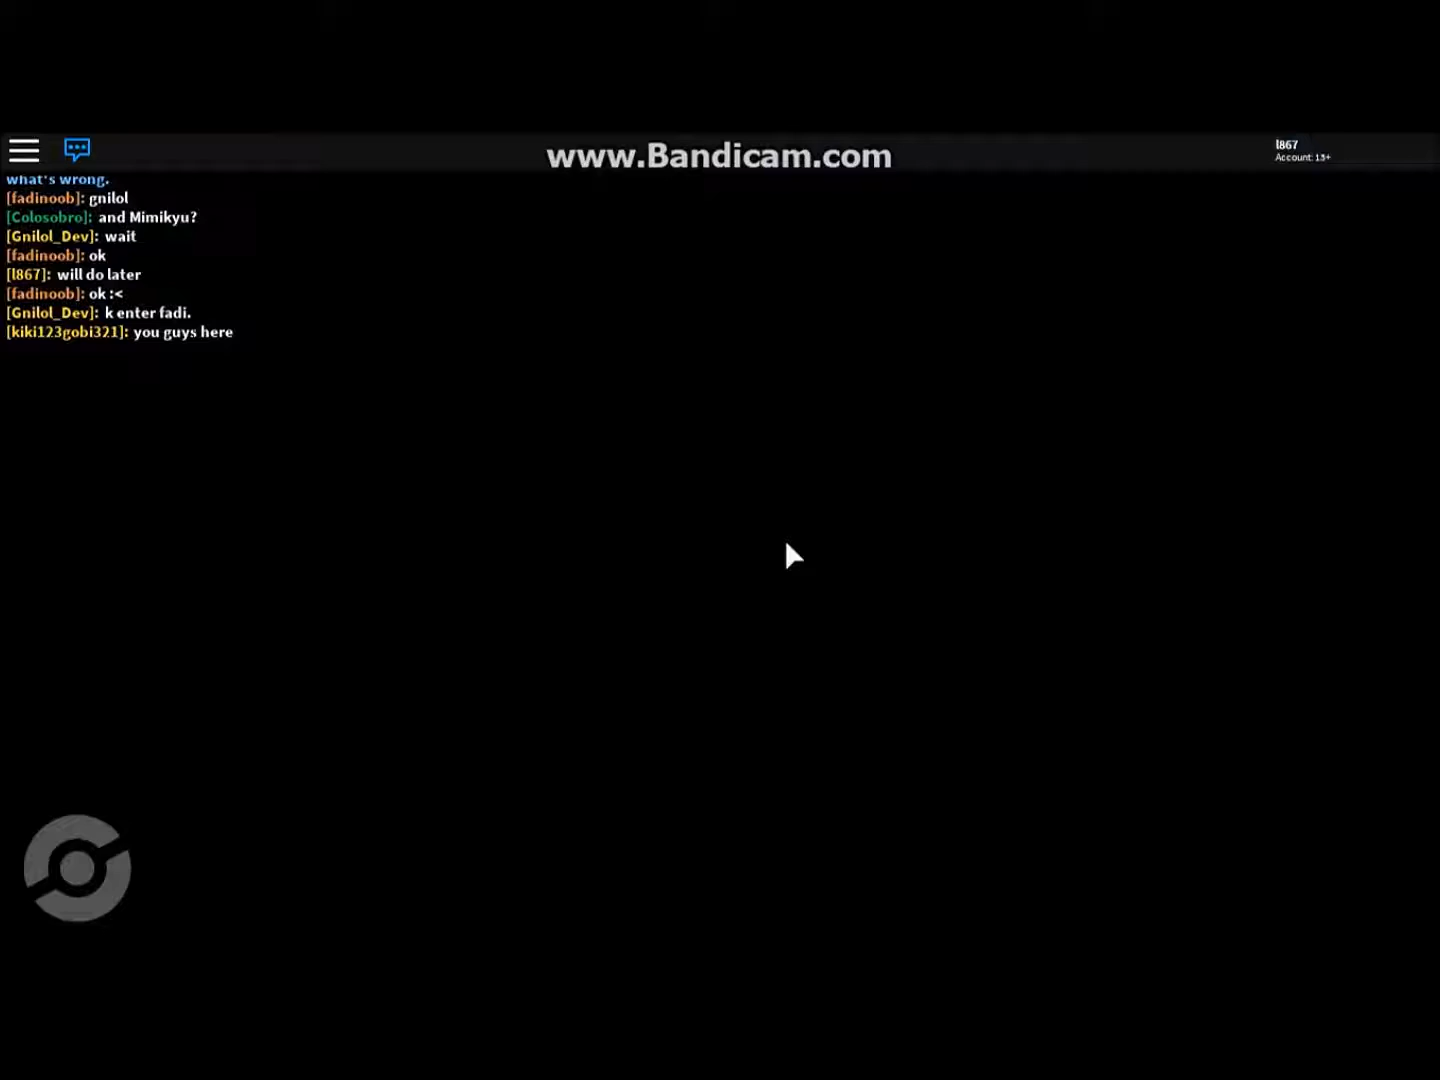 www.Bandicam.com
l867
Account: 13+
what's wrong.
[fadinoob]: gnilol
[Colosobro]: and Mimikyu?
[Gnilol_Dev]: wait
[fadinoob]: ok
[l867]: will do later
[fadinoob]: ok :<
[Gnilol_Dev]: k enter fadi.
[kiki123gobi321]: you guys here